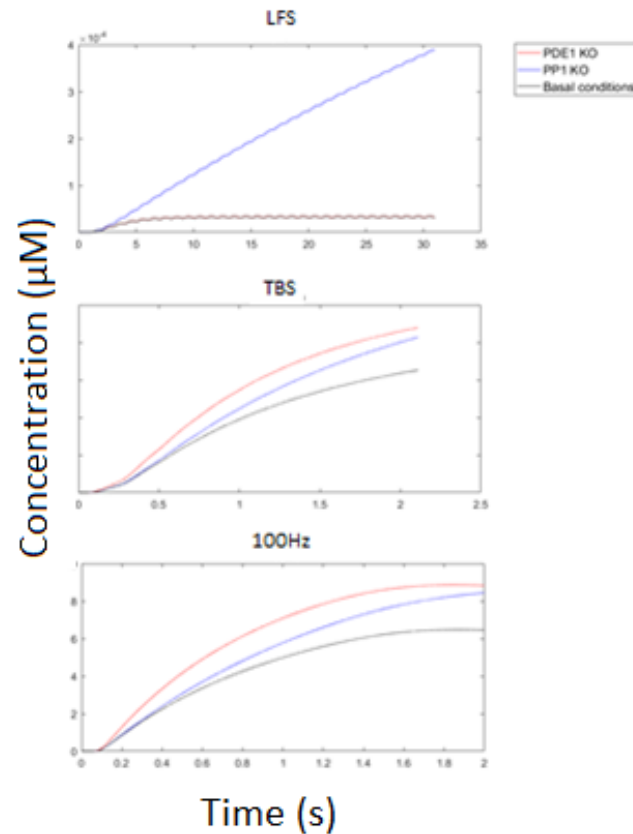 LFS
× 10⁻⁴
4
3
2
1
0 5 10 15 20 25 30 35
PDE1 KO
PP1 KO
Basal conditions
TBS
0 0.5 1 1.5 2 2.5
Concentration (µM)
100Hz
8
6
4
2
0
0 0.2 0.4 0.6 0.8 1 1.2 1.4 1.6 1.8 2
Time (s)